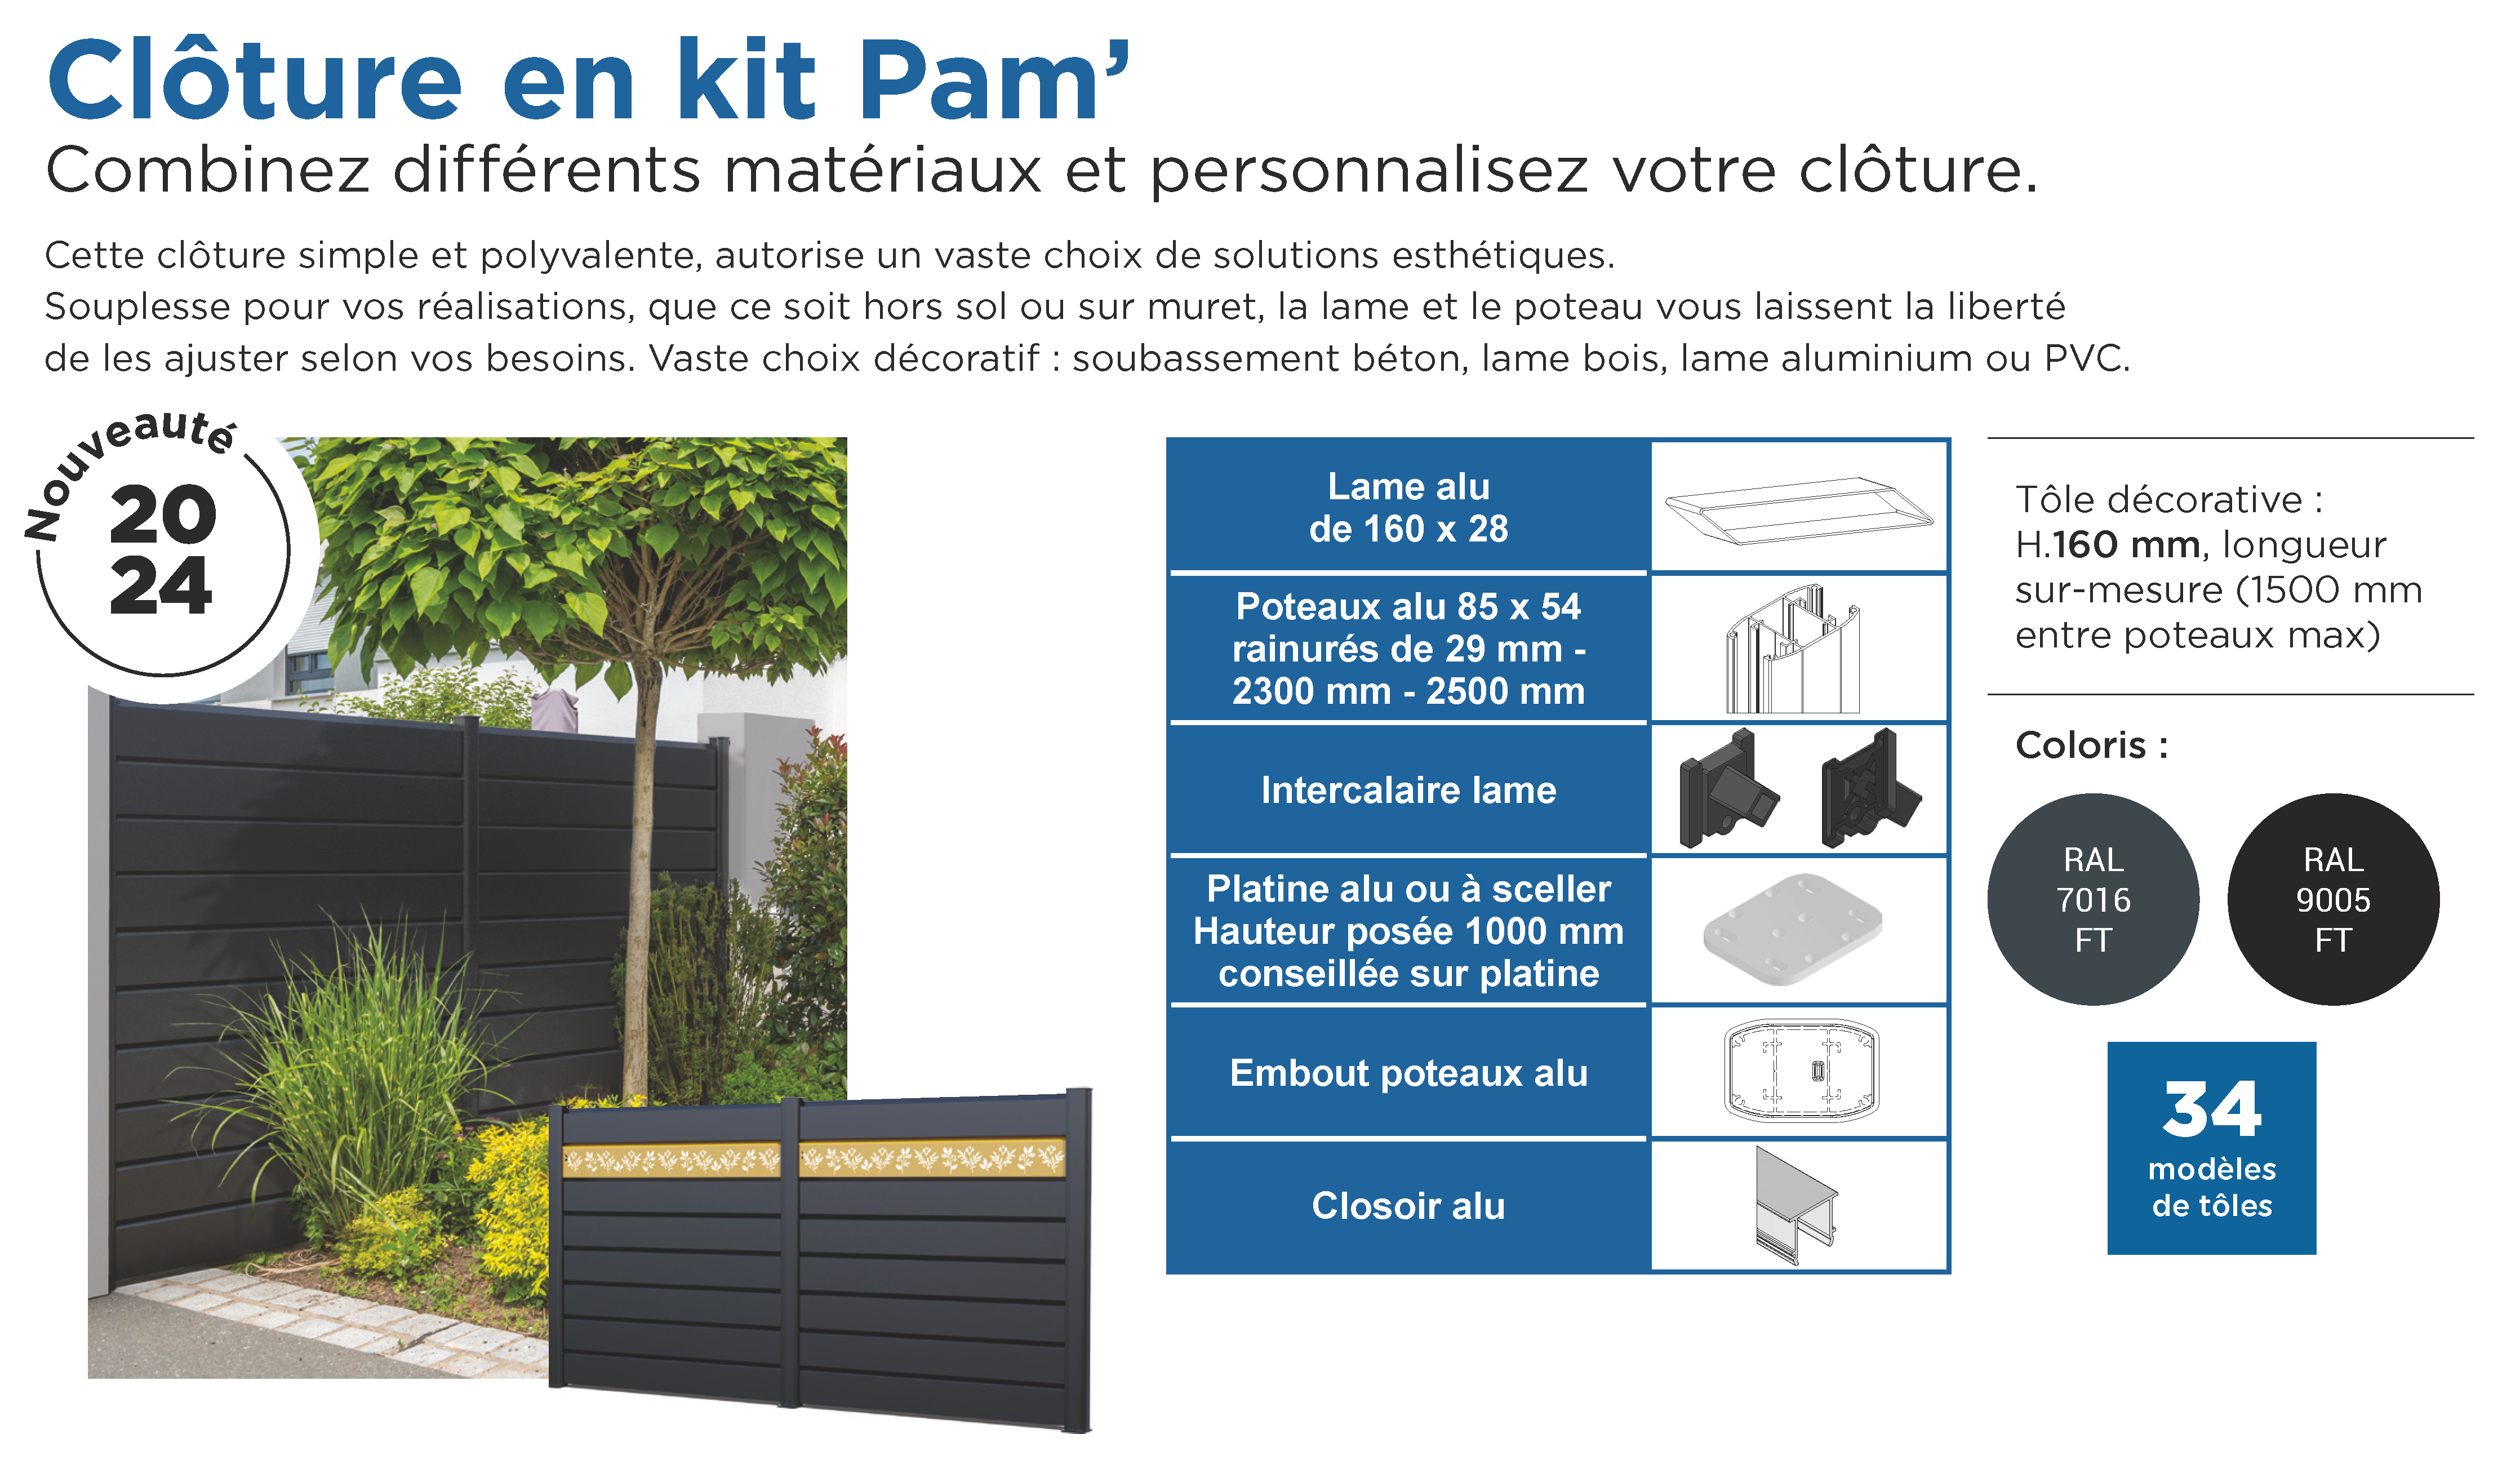 Clôture en kit Pam’
Combinez différents matériaux et personnalisez votre clôture.
Cette clôture simple et polyvalente, autorise un vaste choix de solutions esthétiques.
Souplesse pour vos réalisations, que ce soit hors sol ou sur muret, la lame et le poteau vous laissent la liberté
de les ajuster selon vos besoins. Vaste choix décoratif : soubassement béton, lame bois, lame aluminium ou PVC.
Nouveauté
20
24
Lame alu
de 160 x 28
Poteaux alu 85 x 54
rainurés de 29 mm -
2300 mm - 2500 mm
Intercalaire lame
Platine alu ou à sceller
Hauteur posée 1000 mm
conseillée sur platine
Embout poteaux alu
Closoir alu
Tôle décorative :
H.160 mm, longueur
sur-mesure (1500 mm
entre poteaux max)
Coloris :
RAL
7016
FT
RAL
9005
FT
34
modèles
de tôles